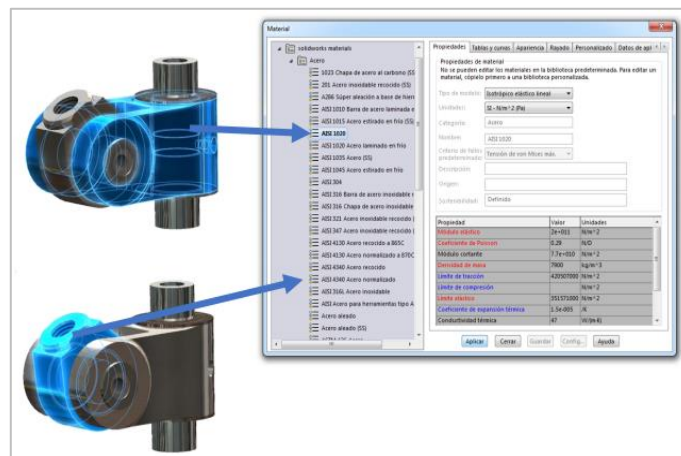 Material
solidworks materials
Acero
1023 Chapa de acero al carbono (SS
201 Acero inoxidable recocido (SS)
A286 Súper aleación a base de hierr
AISI 1010 Barra de acero laminada e
AISI 1015 Acero estirado en frío (SS)
AISI 1020
AISI 1020 Acero laminado en frío
AISI 1035 Acero (SS)
AISI 1045 Acero estirado en frío
AISI 304
AISI 316 Barra de acero inoxidable r
AISI 316 Chapa de acero inoxidable
AISI 321 Acero inoxidable recocido (
AISI 347 Acero inoxidable recocido (
AISI 4130 Acero recocido a 865C
AISI 4130 Acero normalizado a 870C
AISI 4340 Acero recocido
AISI 4340 Acero normalizado
AISI 316L Acero inoxidable
AISI Acero para herramientas tipo A
Acero aleado
Acero aleado (SS)
Propiedades Tablas y curvas Apariencia Rayado Personalizado Datos de apl
Propiedades de material
No se pueden editar los materiales en la biblioteca predeterminada. Para editar un
material, cópielo primero a una biblioteca personalizada.
Tipo de modelo: Isotrópico elástico lineal
Unidades: SI - N/m^2 (Pa)
Categoría: Acero
Nombre: AISI 1020
Criterio de fallos
predeterminado: Tensión de von Mises máx.
Descripción:
Origen:
Sostenibilidad: Definido
Propiedad Valor Unidades
Módulo elástico 2e+011 N/m^2
Coeficiente de Poisson 0.29 N/D
Módulo cortante 7.7e+010 N/m^2
Densidad de masa 7900 kg/m^3
Límite de tracción 420507000 N/m^2
Límite de compresión N/m^2
Límite elástico 351571000 N/m^2
Coeficiente de expansión térmica 1.5e-005 /K
Conductividad térmica 47 W/(m·K)
Aplicar Cerrar Guardar Config... Ayuda